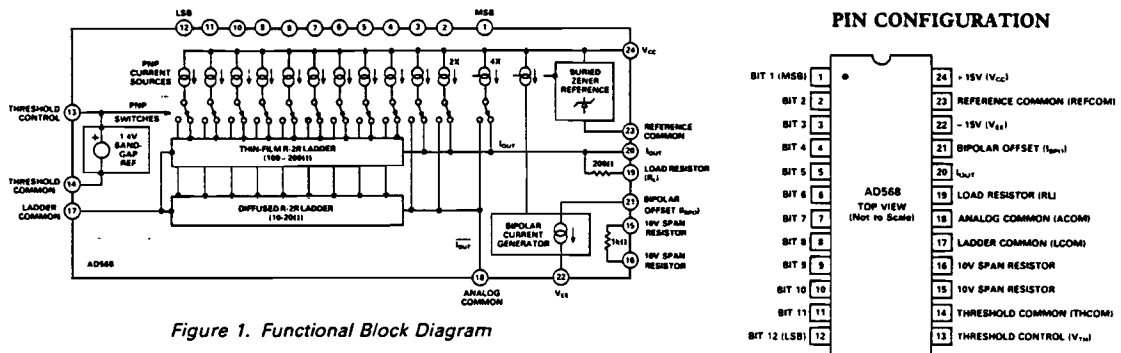 LSB MSB
12 11 10 9 8 7 6 5 4 3 2 1
PNP
CURRENT
SOURCES
2X
4X
24 VCC
BURIED
ZENER
REFERENCE
THRESHOLD
CONTROL
13
PNP
SWITCHES
1.4V
BAND-
GAP
REF
THRESHOLD
COMMON
14
LADDER
COMMON
17
THIN-FILM R-2R LADDER
(100 - 200Ω)
DIFFUSED R-2R LADDER
(10-20Ω)
IOUT
IOUT
BIPOLAR
CURRENT
GENERATOR
200Ω
1kΩ
23 REFERENCE
COMMON
20 IOUT
19 LOAD
RESISTOR
(RL)
21 BIPOLAR
OFFSET (IBPO)
15 10V SPAN
RESISTOR
16 10V SPAN
RESISTOR
AD568
18
ANALOG
COMMON
22
VEE
Figure 1. Functional Block Diagram
PIN CONFIGURATION
BIT 1 (MSB) 1
BIT 2 2
BIT 3 3
BIT 4 4
BIT 5 5
BIT 6 6
BIT 7 7
BIT 8 8
BIT 9 9
BIT 10 10
BIT 11 11
BIT 12 (LSB) 12
AD568
TOP VIEW
(Not to Scale)
24 +15V (VCC)
23 REFERENCE COMMON (REFCOM)
22 -15V (VEE)
21 BIPOLAR OFFSET (IBPO)
20 IOUT
19 LOAD RESISTOR (RL)
18 ANALOG COMMON (ACOM)
17 LADDER COMMON (LCOM)
16 10V SPAN RESISTOR
15 10V SPAN RESISTOR
14 THRESHOLD COMMON (THCOM)
13 THRESHOLD CONTROL (VTH)